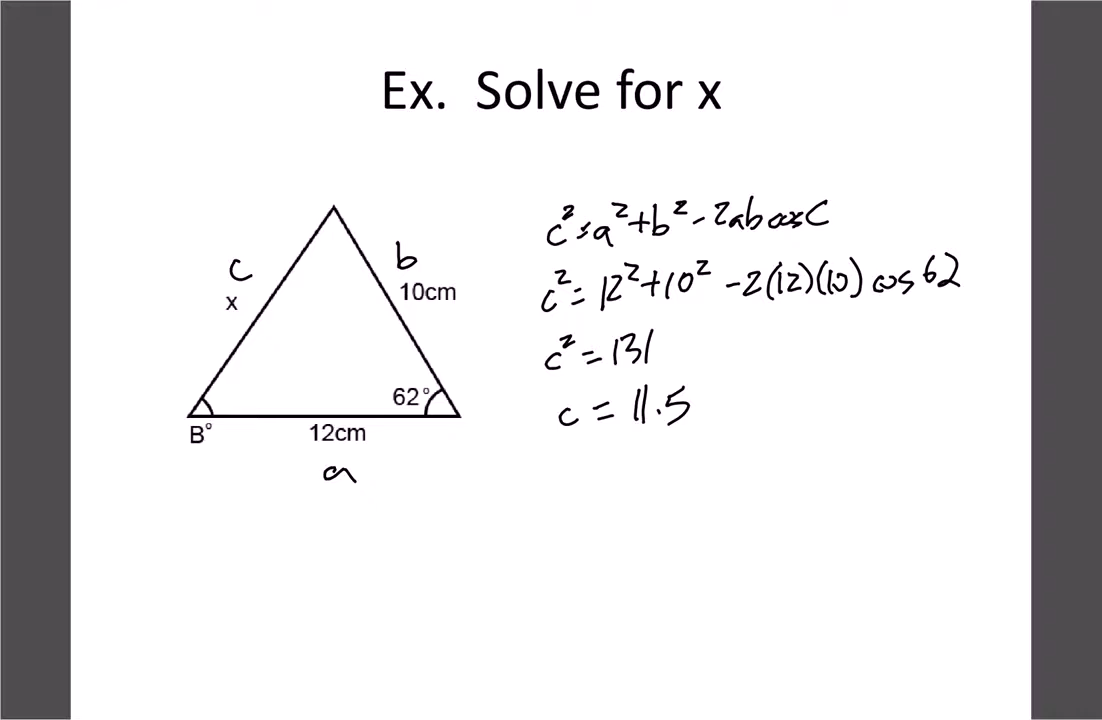 Ex. Solve for x
c
x
b
10cm
62°
B°
12cm
a
c² = a² + b² - 2ab cos C
c² = 12² + 10² - 2(12)(10) cos 62
c² = 131
c = 11.5